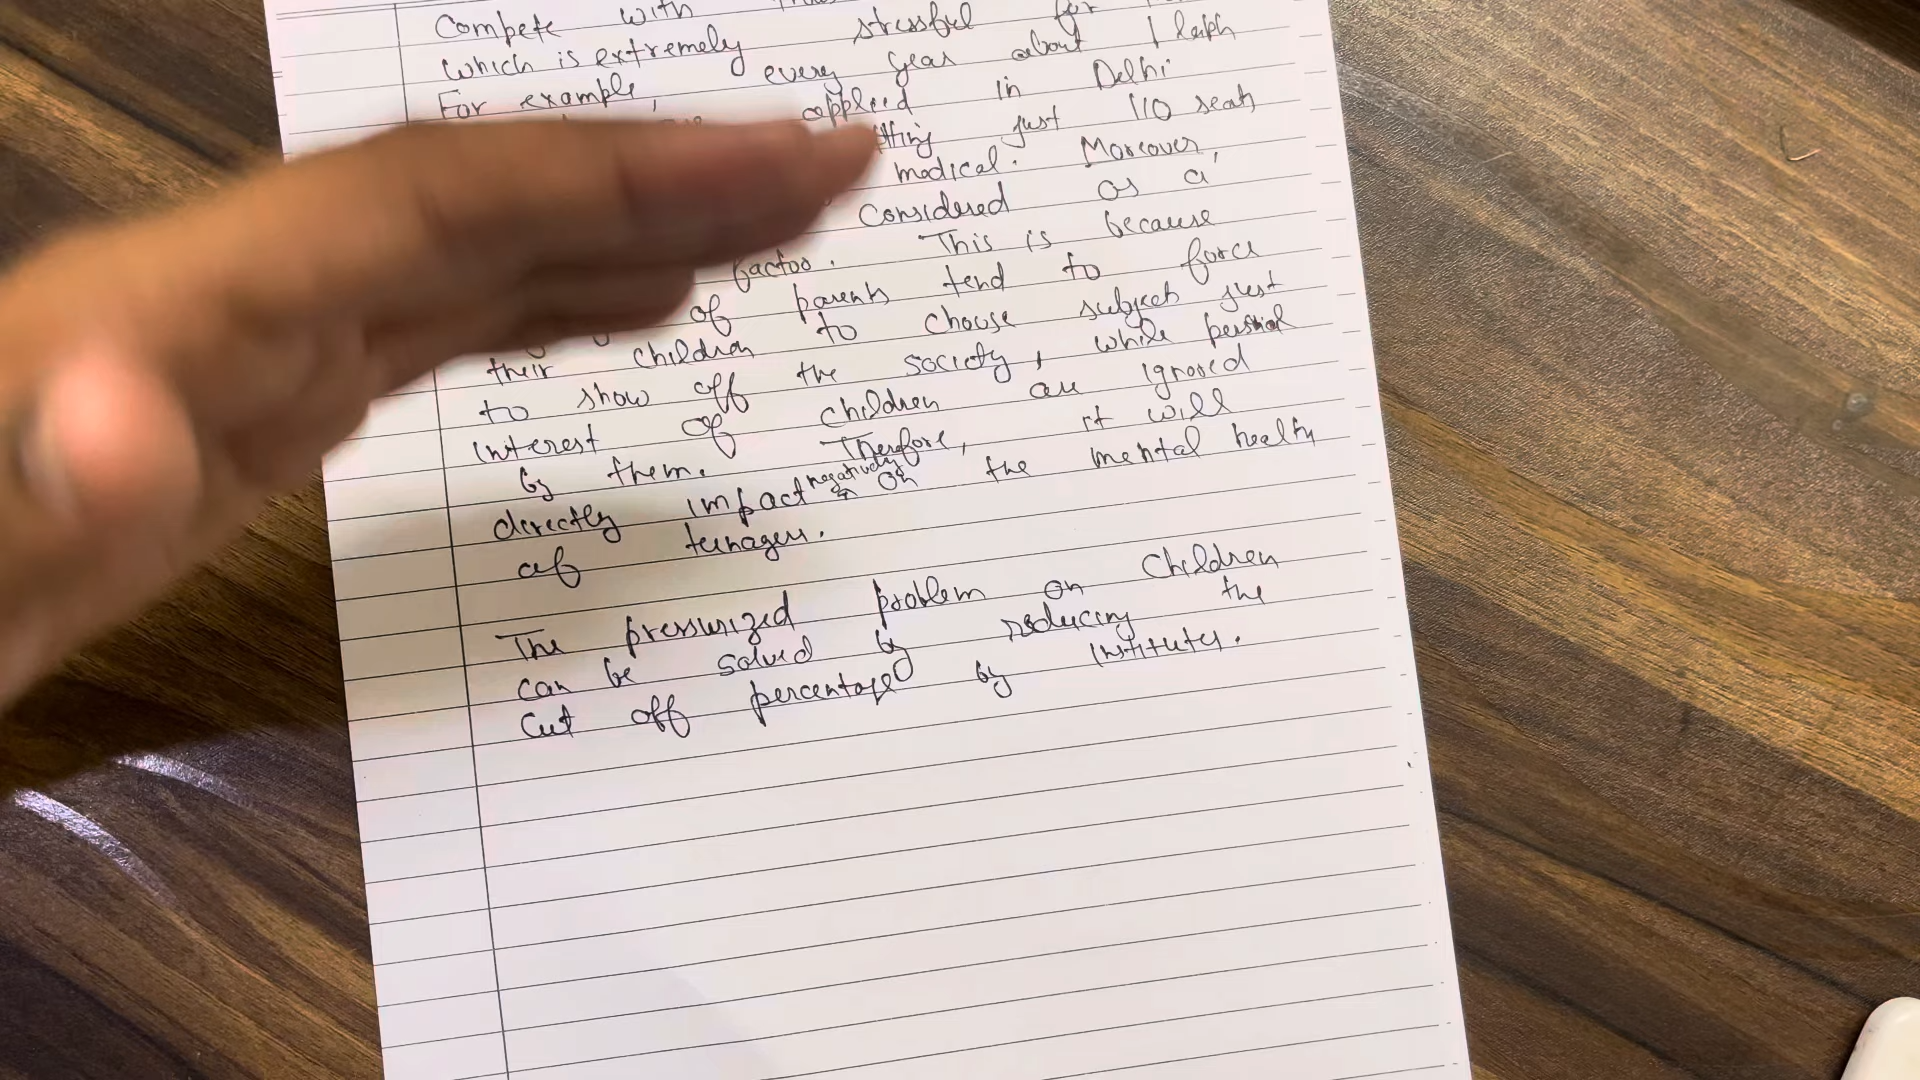 Compete with
which is extremely stressful for
For example, every year about 1 lakh
applied in Delhi
just 110 seats
medical. Moreover,
considered as a
factor. This is because
of parents tend to force
their children to choose subjects just
to show off the society, while personal
interest of children are ignored
by them. Therefore, it will
directly impact negatively on the mental health
of teenagers.
The pressurized problem on children
can be solved by reducing the
cut off percentage by institutes.